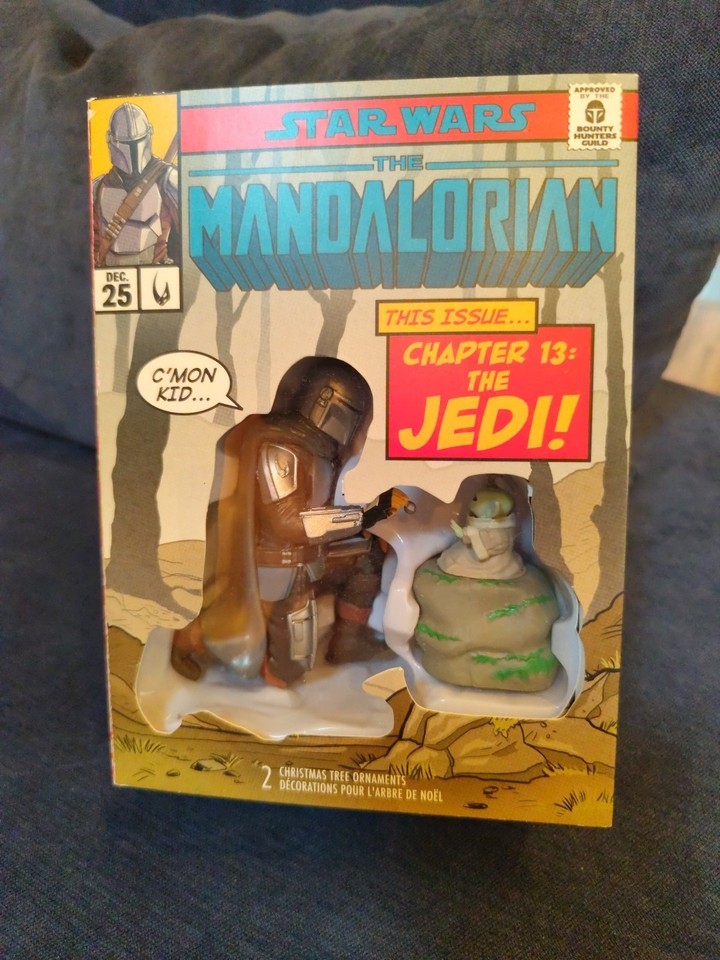 APPROVED
BY THE
BOUNTY
HUNTERS
GUILD
STAR WARS
THE
MANDALORIAN
DEC.
25
THIS ISSUE...
CHAPTER 13:
THE
JEDI!
C'MON
KID...
2 CHRISTMAS TREE ORNAMENTS
DÉCORATIONS POUR L'ARBRE DE NOËL